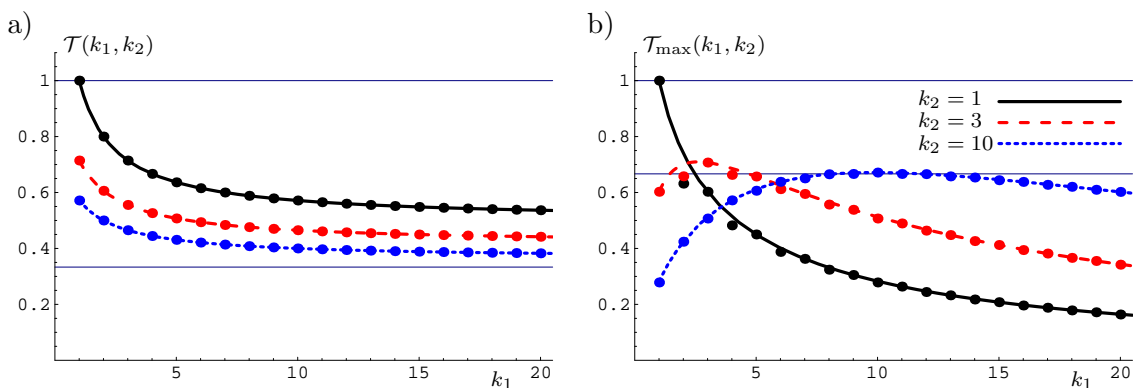 a)
𝒯(k₁, k₂)
1
0.8
0.6
0.4
0.2
5 10 15 20
k₁
b)
𝒯max(k₁, k₂)
k₂ = 1
k₂ = 3
k₂ = 10
1
0.8
0.6
0.4
0.2
5 10 15 20
k₁